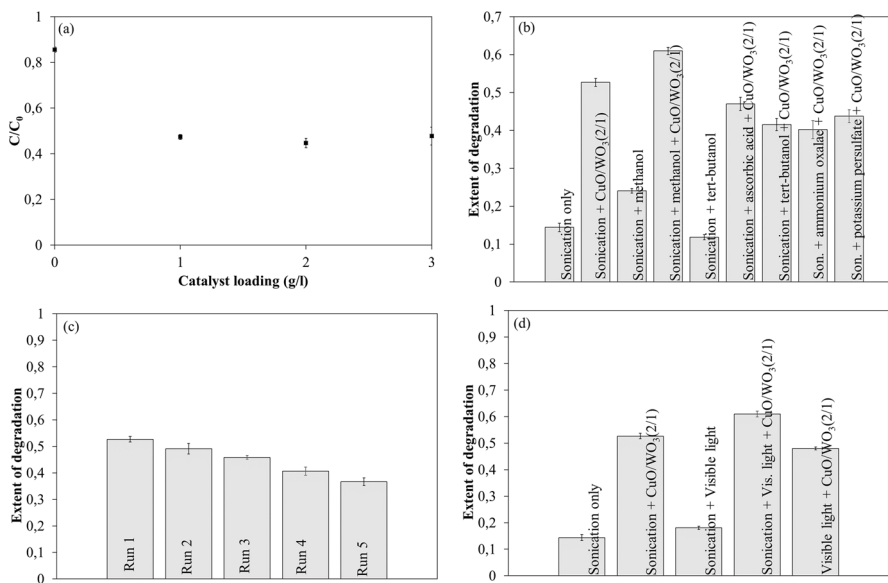 (a)
1
0,8
0,6
0,4
0,2
0
C/C0
0
1
2
3
Catalyst loading (g/l)
(b)
0,7
0,6
0,5
0,4
0,3
0,2
0,1
0
Extent of degradation
Sonication only
Sonication + CuO/WO3(2/1)
Sonication + methanol
Sonication + methanol + CuO/WO3(2/1)
Sonication + tert-butanol
Sonication + ascorbic acid + CuO/WO3(2/1)
Sonication + tert-butanol + CuO/WO3(2/1)
Son. + ammonium oxalae + CuO/WO3(2/1)
Son. + potassium persulfate + CuO/WO3(2/1)
(c)
1
0,9
0,8
0,7
0,6
0,5
0,4
0,3
0,2
0,1
0
Extent of degradation
Run 1
Run 2
Run 3
Run 4
Run 5
(d)
1
0,9
0,8
0,7
0,6
0,5
0,4
0,3
0,2
0,1
0
Extent of degradation
Sonication only
Sonication + CuO/WO3(2/1)
Sonication + Visible light
Sonication + Vis. light + CuO/WO3(2/1)
Visible light + CuO/WO3(2/1)